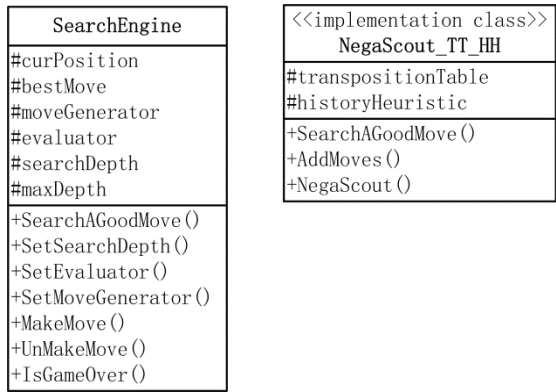 SearchEngine
#curPosition
#bestMove
#moveGenerator
#evaluator
#searchDepth
#maxDepth
+SearchAGoodMove()
+SetSearchDepth()
+SetEvaluator()
+SetMoveGenerator()
+MakeMove()
+UnMakeMove()
+IsGameOver()
<<implementation class>>
NegaScout_TT_HH
#transpositionTable
#historyHeuristic
+SearchAGoodMove()
+AddMoves()
+NegaScout()